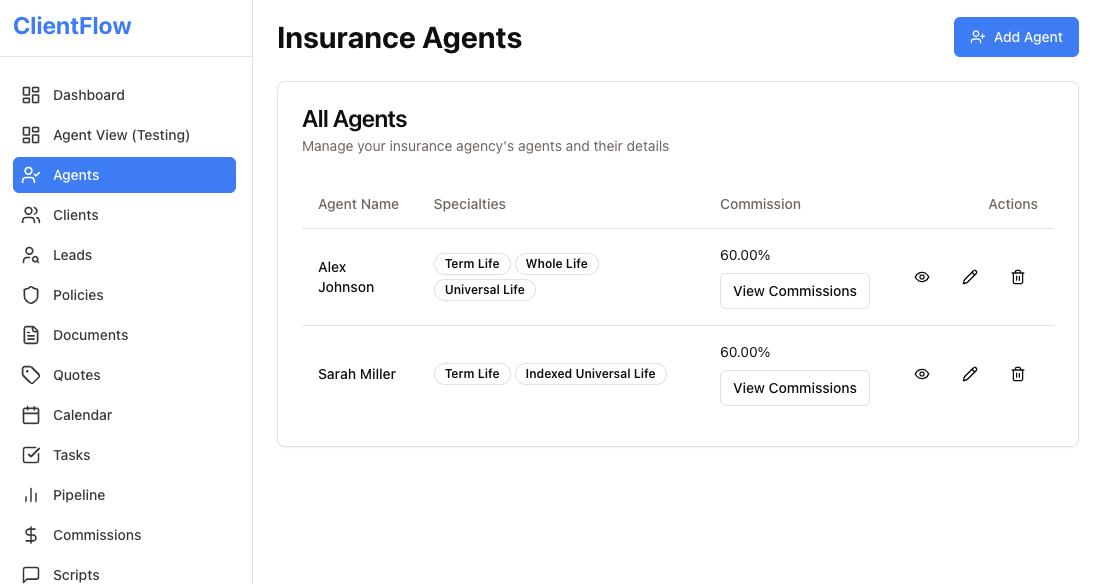 ClientFlow
Dashboard
Agent View (Testing)
Agents
Clients
Leads
Policies
Documents
Quotes
Calendar
Tasks
Pipeline
Commissions
Scripts
Insurance Agents
Add Agent
All Agents
Manage your insurance agency's agents and their details
Agent Name Specialties Commission Actions
Alex
Johnson
Term Life Whole Life
Universal Life
60.00%
View Commissions
Sarah Miller
Term Life Indexed Universal Life
60.00%
View Commissions